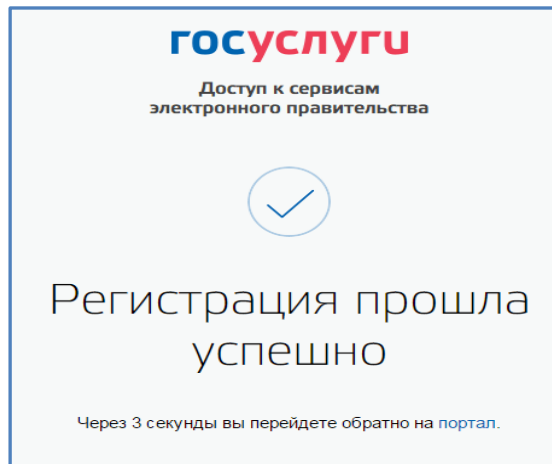 госуслуги
Доступ к сервисам
электронного правительства
Регистрация прошла
успешно
Через 3 секунды вы перейдете обратно на портал.